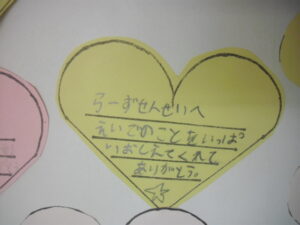 らーずせんせいへ
えいごのことをいっぱ
いおしえてくれて
ありがとう。